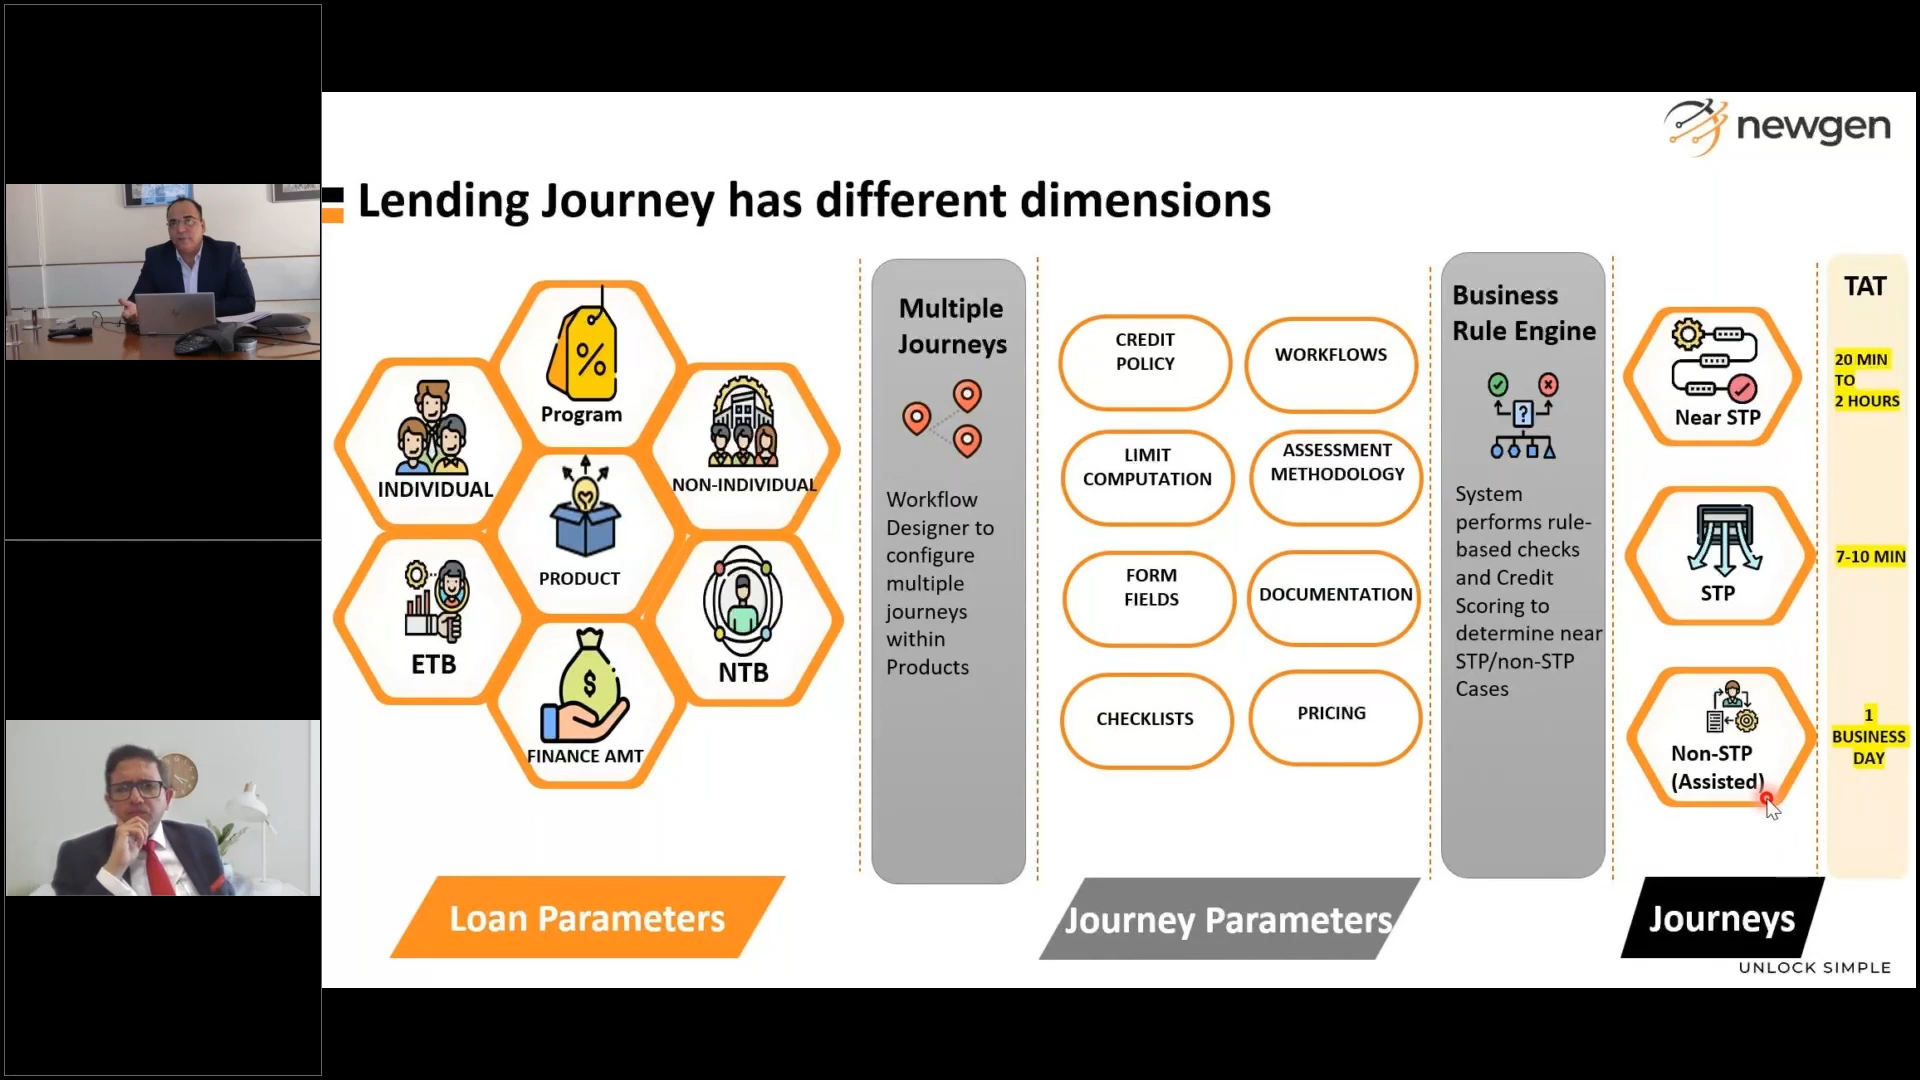 newgen
Lending Journey has different dimensions
Program
INDIVIDUAL
NON-INDIVIDUAL
PRODUCT
ETB
NTB
FINANCE AMT
Loan Parameters
Multiple
Journeys
Workflow
Designer to
configure
multiple
journeys
within
Products
CREDIT
POLICY
WORKFLOWS
LIMIT
COMPUTATION
ASSESSMENT
METHODOLOGY
FORM
FIELDS
DOCUMENTATION
CHECKLISTS
PRICING
Journey Parameters
Business
Rule Engine
System
performs rule-
based checks
and Credit
Scoring to
determine near
STP/non-STP
Cases
Near STP
STP
Non-STP
(Assisted)
Journeys
TAT
20 MIN
TO
2 HOURS
7-10 MIN
1
BUSINESS
DAY
UNLOCK SIMPLE